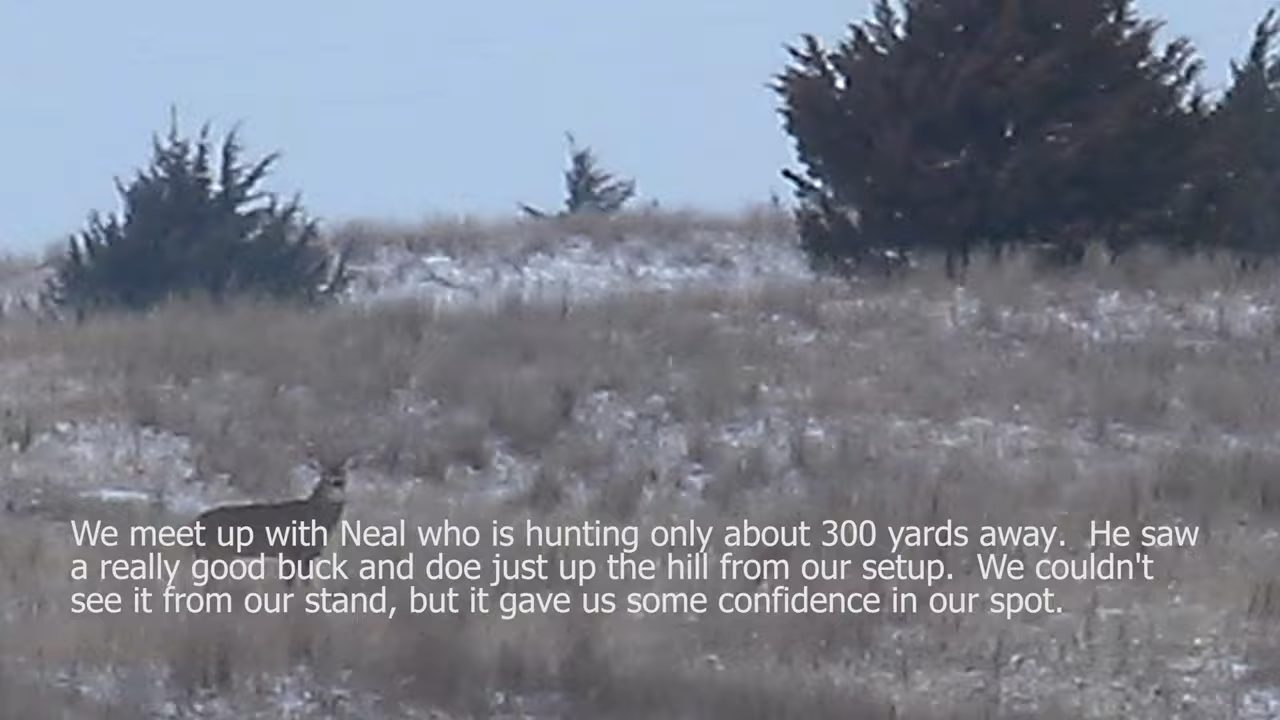 We meet up with Neal who is hunting only about 300 yards away.  He saw
a really good buck and doe just up the hill from our setup.  We couldn't
see it from our stand, but it gave us some confidence in our spot.